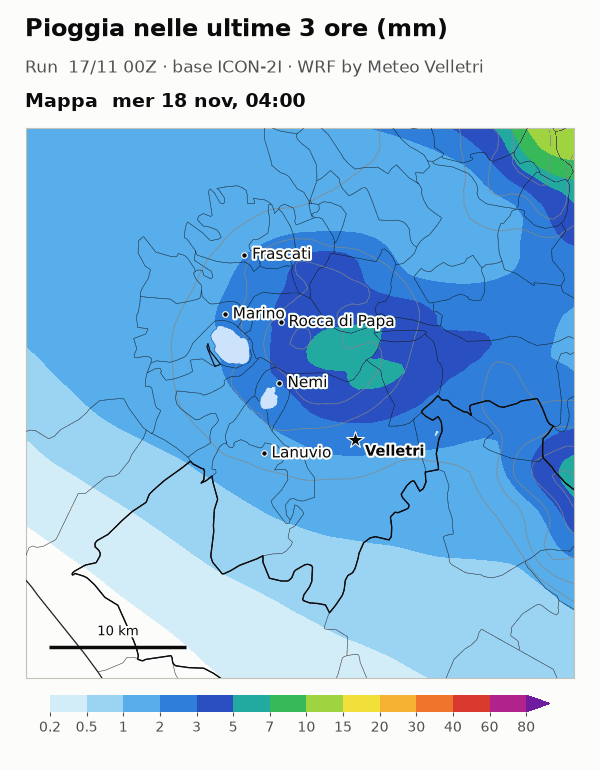 Pioggia nelle ultime 3 ore (mm)
Run  17/11 00Z · base ICON-2I · WRF by Meteo Velletri
Mappa  mer 18 nov, 04:00
Frascati
Marino
Rocca di Papa
Nemi
Velletri
Lanuvio
10 km
0.2 0.5 1 2 3 5 7 10 15 20 30 40 60 80